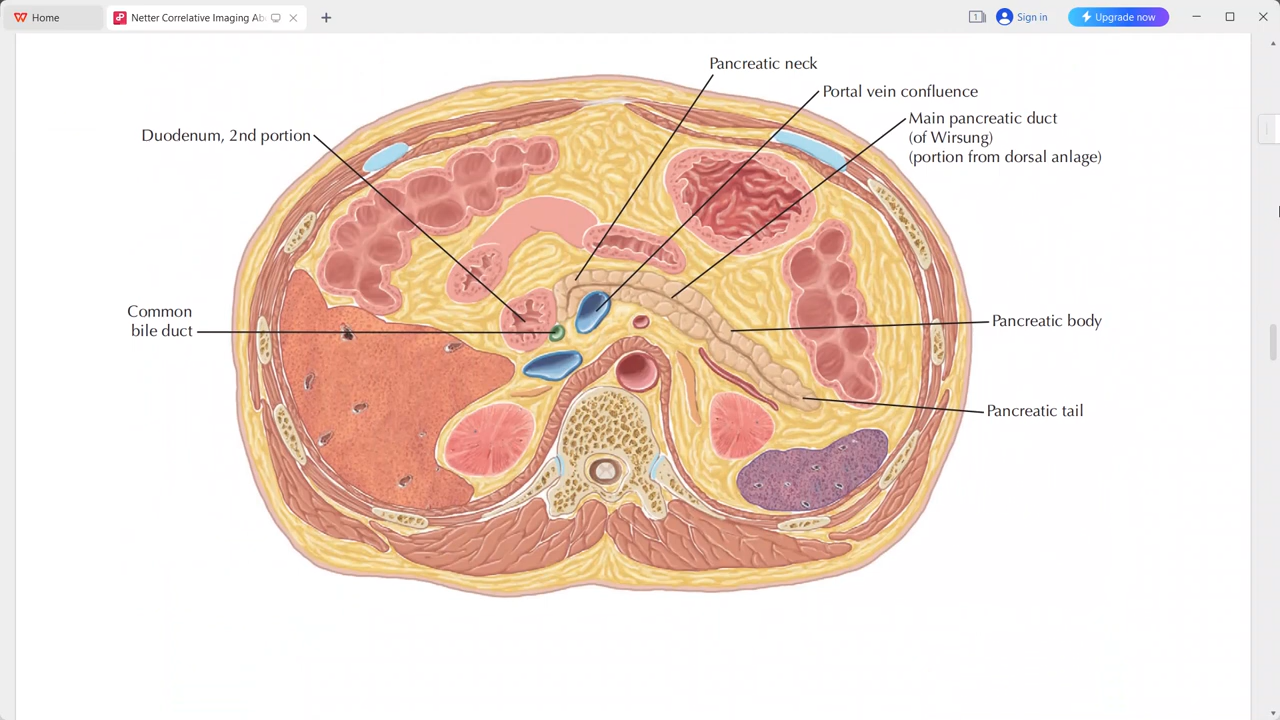 Home
Netter Correlative Imaging Ab
1
Sign in
Upgrade now
Pancreatic neck
Portal vein confluence
Main pancreatic duct
(of Wirsung)
(portion from dorsal anlage)
Duodenum, 2nd portion
Common
bile duct
Pancreatic body
Pancreatic tail